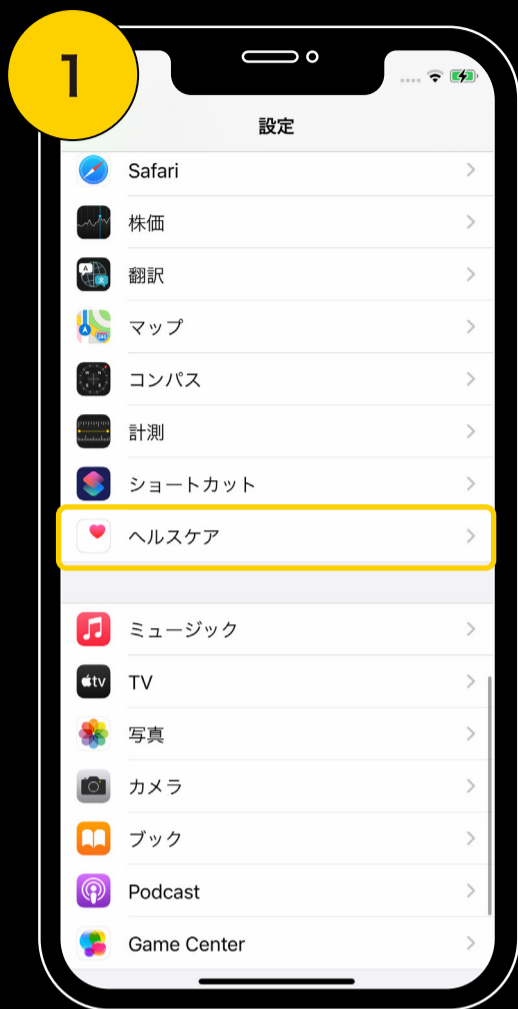 1
設定
Safari
株価
翻訳
マップ
コンパス
計測
ショートカット
ヘルスケア
ミュージック
tv
TV
写真
カメラ
ブック
Podcast
Game Center